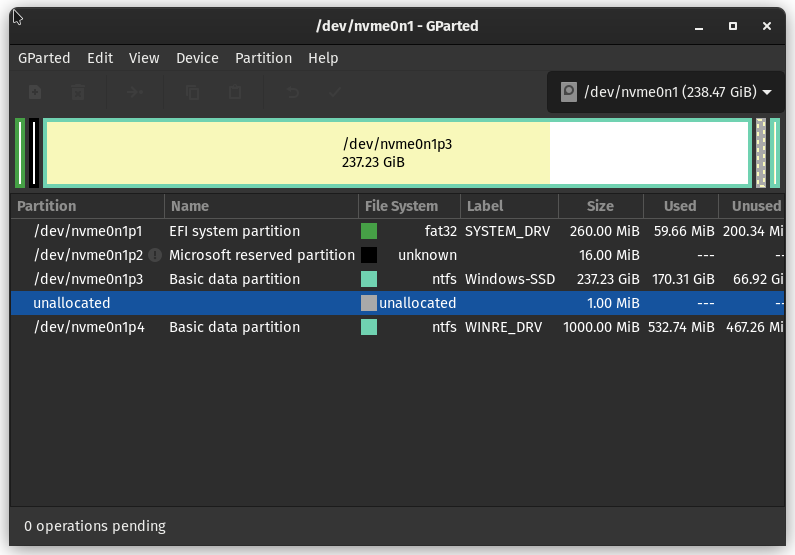 /dev/nvme0n1 - GParted
GParted Edit View Device Partition Help
/dev/nvme0n1 (238.47 GiB)
/dev/nvme0n1p3
237.23 GiB
Partition Name File System Label Size Used Unused
/dev/nvme0n1p1 EFI system partition fat32 SYSTEM_DRV 260.00 MiB 59.66 MiB 200.34 Mi
/dev/nvme0n1p2 Microsoft reserved partition unknown 16.00 MiB --- --
/dev/nvme0n1p3 Basic data partition ntfs Windows-SSD 237.23 GiB 170.31 GiB 66.92 Gi
unallocated unallocated 1.00 MiB --- --
/dev/nvme0n1p4 Basic data partition ntfs WINRE_DRV 1000.00 MiB 532.74 MiB 467.26 Mi
0 operations pending